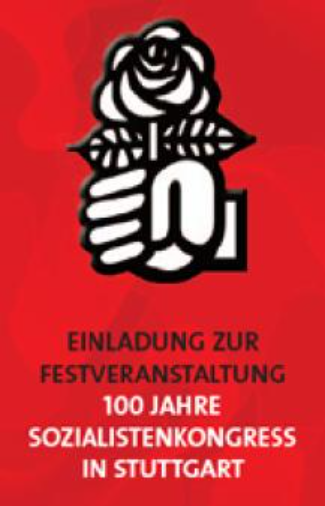 EINLADUNG ZUR
FESTVERANSTALTUNG
100 JAHRE
SOZIALISTENKONGRESS
IN STUTTGART